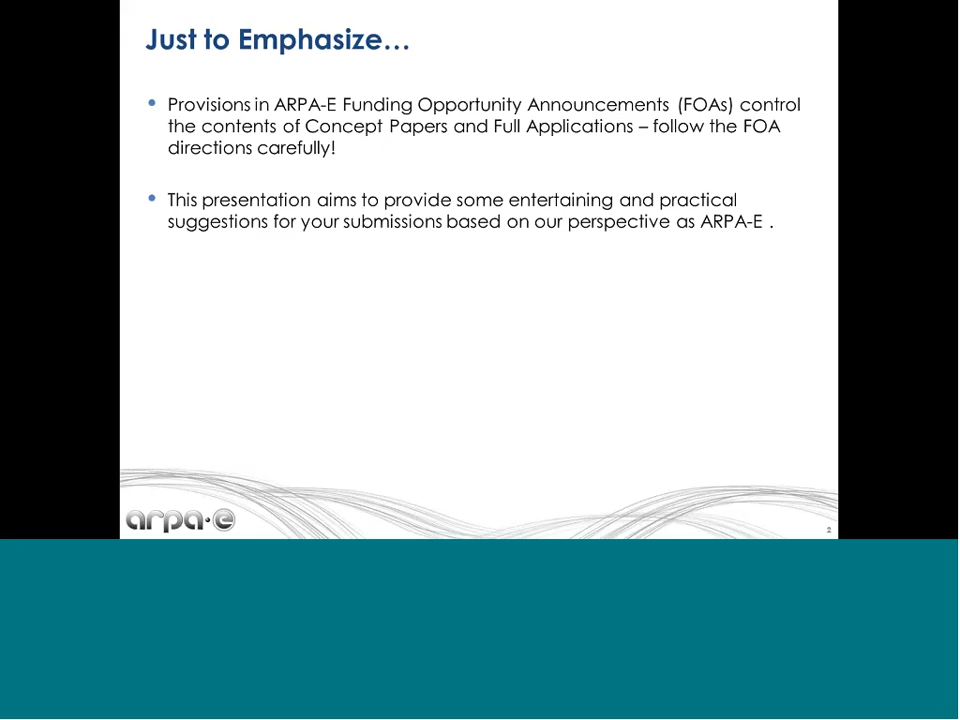 Just to Emphasize…
• Provisions in ARPA-E Funding Opportunity Announcements (FOAs) control
the contents of Concept Papers and Full Applications – follow the FOA
directions carefully!
• This presentation aims to provide some entertaining and practical
suggestions for your submissions based on our perspective as ARPA-E .
arpa·e
2